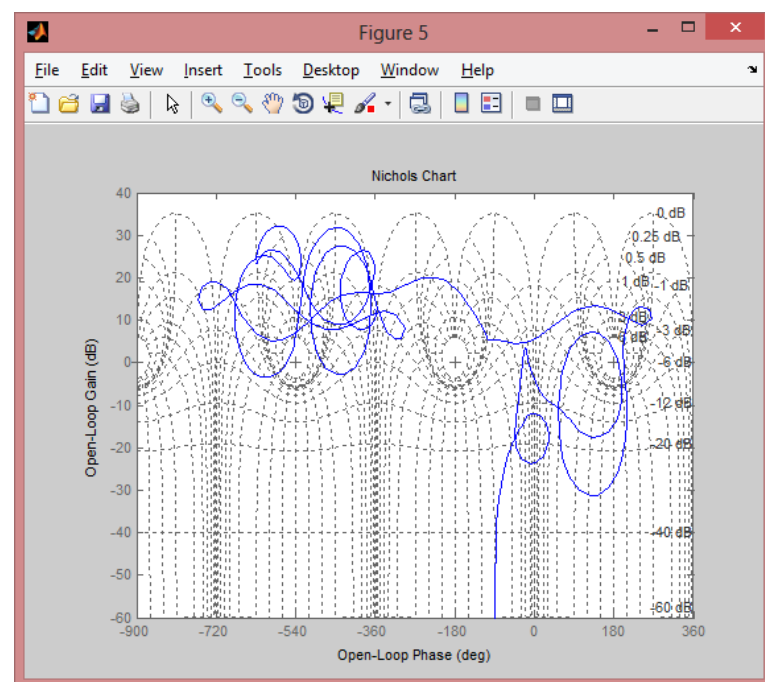 Figure 5
File Edit View Insert Tools Desktop Window Help
Nichols Chart
40
30
20
10
0
-10
-20
-30
-40
-50
-60
Open-Loop Gain (dB)
0 dB
0.25 dB
0.5 dB
1 dB
-1 dB
3 dB
6 dB
-3 dB
-6 dB
-12 dB
-20 dB
-40 dB
-60 dB
-900 -720 -540 -360 -180 0 180 360
Open-Loop Phase (deg)